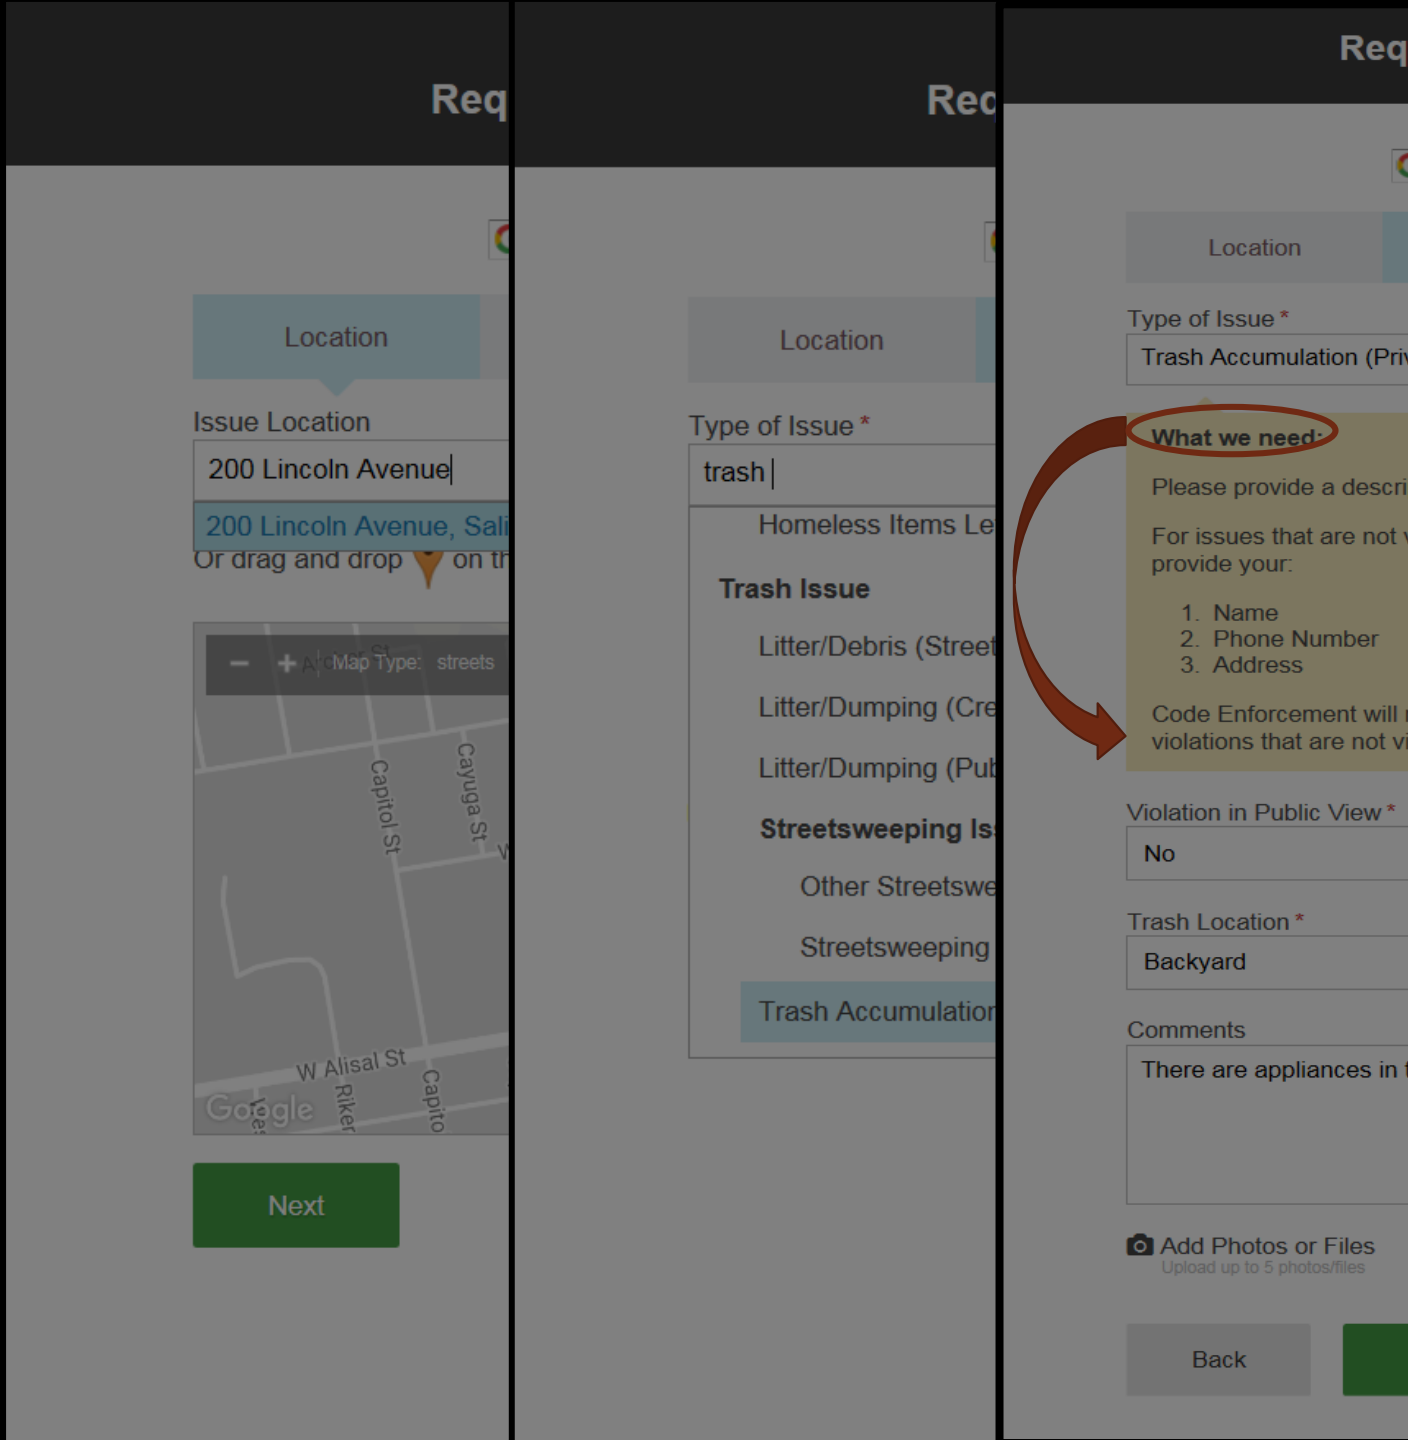 Req
Location
Issue Location
200 Lincoln Avenue
200 Lincoln Avenue, Sali
Or drag and drop on th
Map Type: streets
Capitol St
Cayuga St
W Alisal St
Riker
Capito
Google
Next
Req
Location
Type of Issue *
trash
Homeless Items Le
Trash Issue
Litter/Debris (Street
Litter/Dumping (Cre
Litter/Dumping (Pub
Streetsweeping Is
Other Streetswe
Streetsweeping
Trash Accumulation
Req
Location
Type of Issue *
Trash Accumulation (Priv
What we need:
Please provide a descri
For issues that are not v
provide your:
1. Name
2. Phone Number
3. Address
Code Enforcement will
violations that are not vi
Violation in Public View *
No
Trash Location *
Backyard
Comments
There are appliances in t
Add Photos or Files
Upload up to 5 photos/files
Back